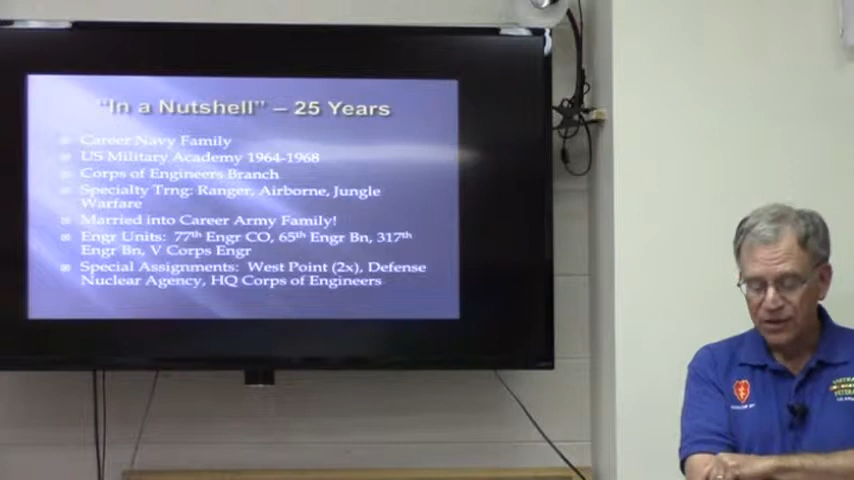 "In a Nutshell" – 25 Years
Career Navy Family
US Military Academy 1964-1968
Corps of Engineers Branch
Specialty Trng: Ranger, Airborne, Jungle
Warfare
Married into Career Army Family!
Engr Units: 77th Engr CO, 65th Engr Bn, 317th
Engr Bn, V Corps Engr
Special Assignments: West Point (2x), Defense
Nuclear Agency, HQ Corps of Engineers